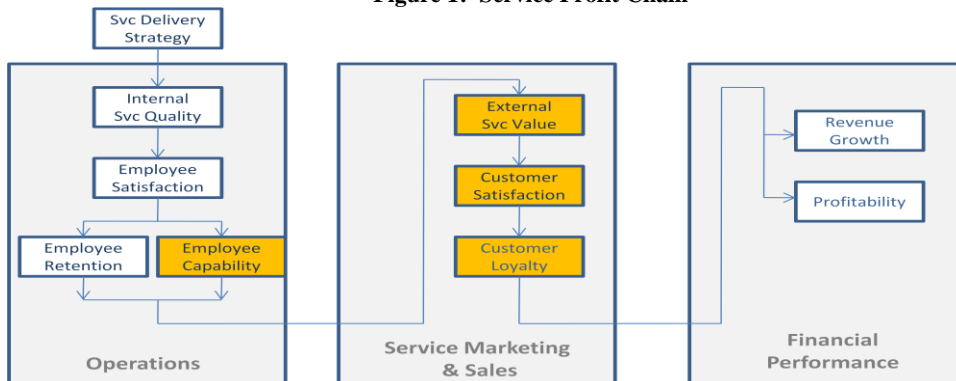 Figure 1: Service Profit Chain
Svc Delivery
Strategy
Internal
Svc Quality
Employee
Satisfaction
Employee
Retention
Employee
Capability
Operations
External
Svc Value
Customer
Satisfaction
Customer
Loyalty
Service Marketing
& Sales
Revenue
Growth
Profitability
Financial
Performance